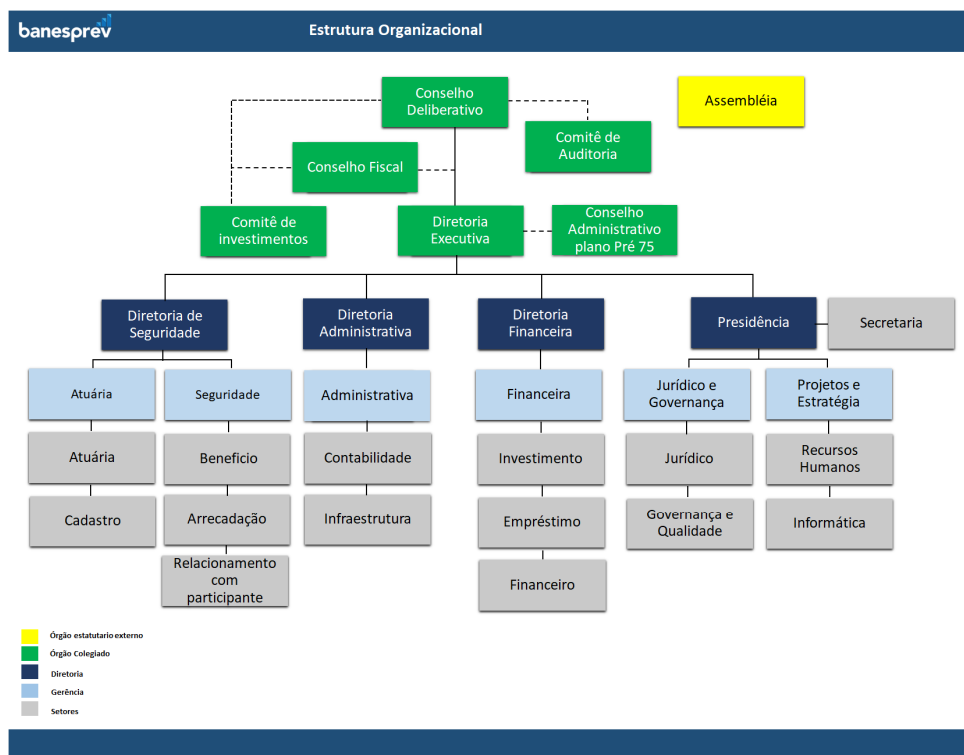 banesprev
Estrutura Organizacional
Conselho
Deliberativo
Assembléia
Comitê de
Auditoria
Conselho Fiscal
Comitê de
investimentos
Diretoria
Executiva
Conselho
Administrativo
plano Pré 75
Diretoria de
Seguridade
Diretoria
Administrativa
Diretoria
Financeira
Presidência
Secretaria
Atuária
Seguridade
Administrativa
Financeira
Jurídico e
Governança
Projetos e
Estratégia
Atuária
Beneficio
Contabilidade
Investimento
Jurídico
Recursos
Humanos
Cadastro
Arrecadação
Infraestrutura
Empréstimo
Governança e
Qualidade
Informática
Relacionamento
com
participante
Financeiro
Órgão estatutario externo
Órgão Colegiado
Diretoria
Gerência
Setores